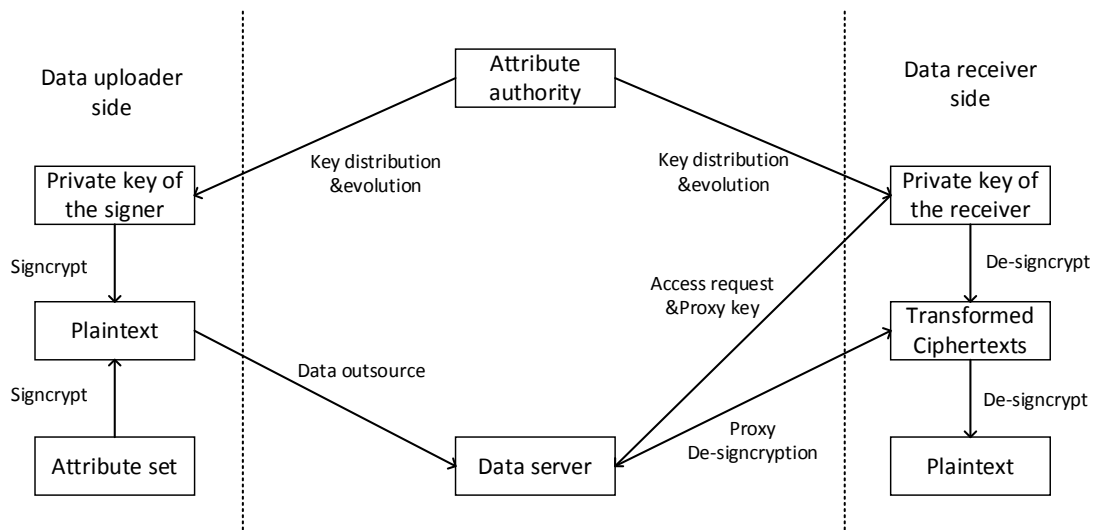 Data uploader
side
Attribute
authority
Data receiver
side
Key distribution
&evolution
Key distribution
&evolution
Private key of
the signer
Private key of
the receiver
Signcrypt
De-signcrypt
Access request
&Proxy key
Plaintext
Transformed
Ciphertexts
Data outsource
Signcrypt
De-signcrypt
Proxy
De-signcryption
Attribute set
Data server
Plaintext